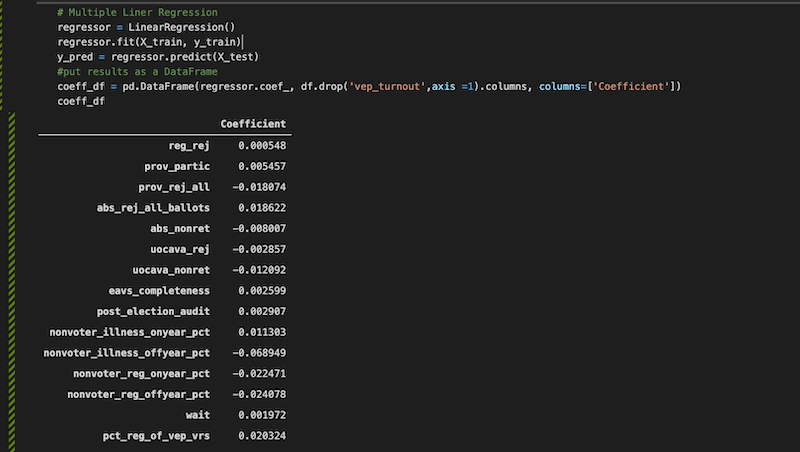 # Multiple Liner Regression
regressor = LinearRegression()
regressor.fit(X_train, y_train)
y_pred = regressor.predict(X_test)
#put results as a DataFrame
coeff_df = pd.DataFrame(regressor.coef_, df.drop('vep_turnout',axis =1).columns, columns=['Coefficient'])
coeff_df
Coefficient
reg_rej 0.000548
prov_partic 0.005457
prov_rej_all -0.018074
abs_rej_all_ballots 0.018622
abs_nonret -0.008007
uocava_rej -0.002857
uocava_nonret -0.012092
eavs_completeness 0.002599
post_election_audit 0.002907
nonvoter_illness_onyear_pct 0.011303
nonvoter_illness_offyear_pct -0.068949
nonvoter_reg_onyear_pct -0.022471
nonvoter_reg_offyear_pct -0.024078
wait 0.001972
pct_reg_of_vep_vrs 0.020324